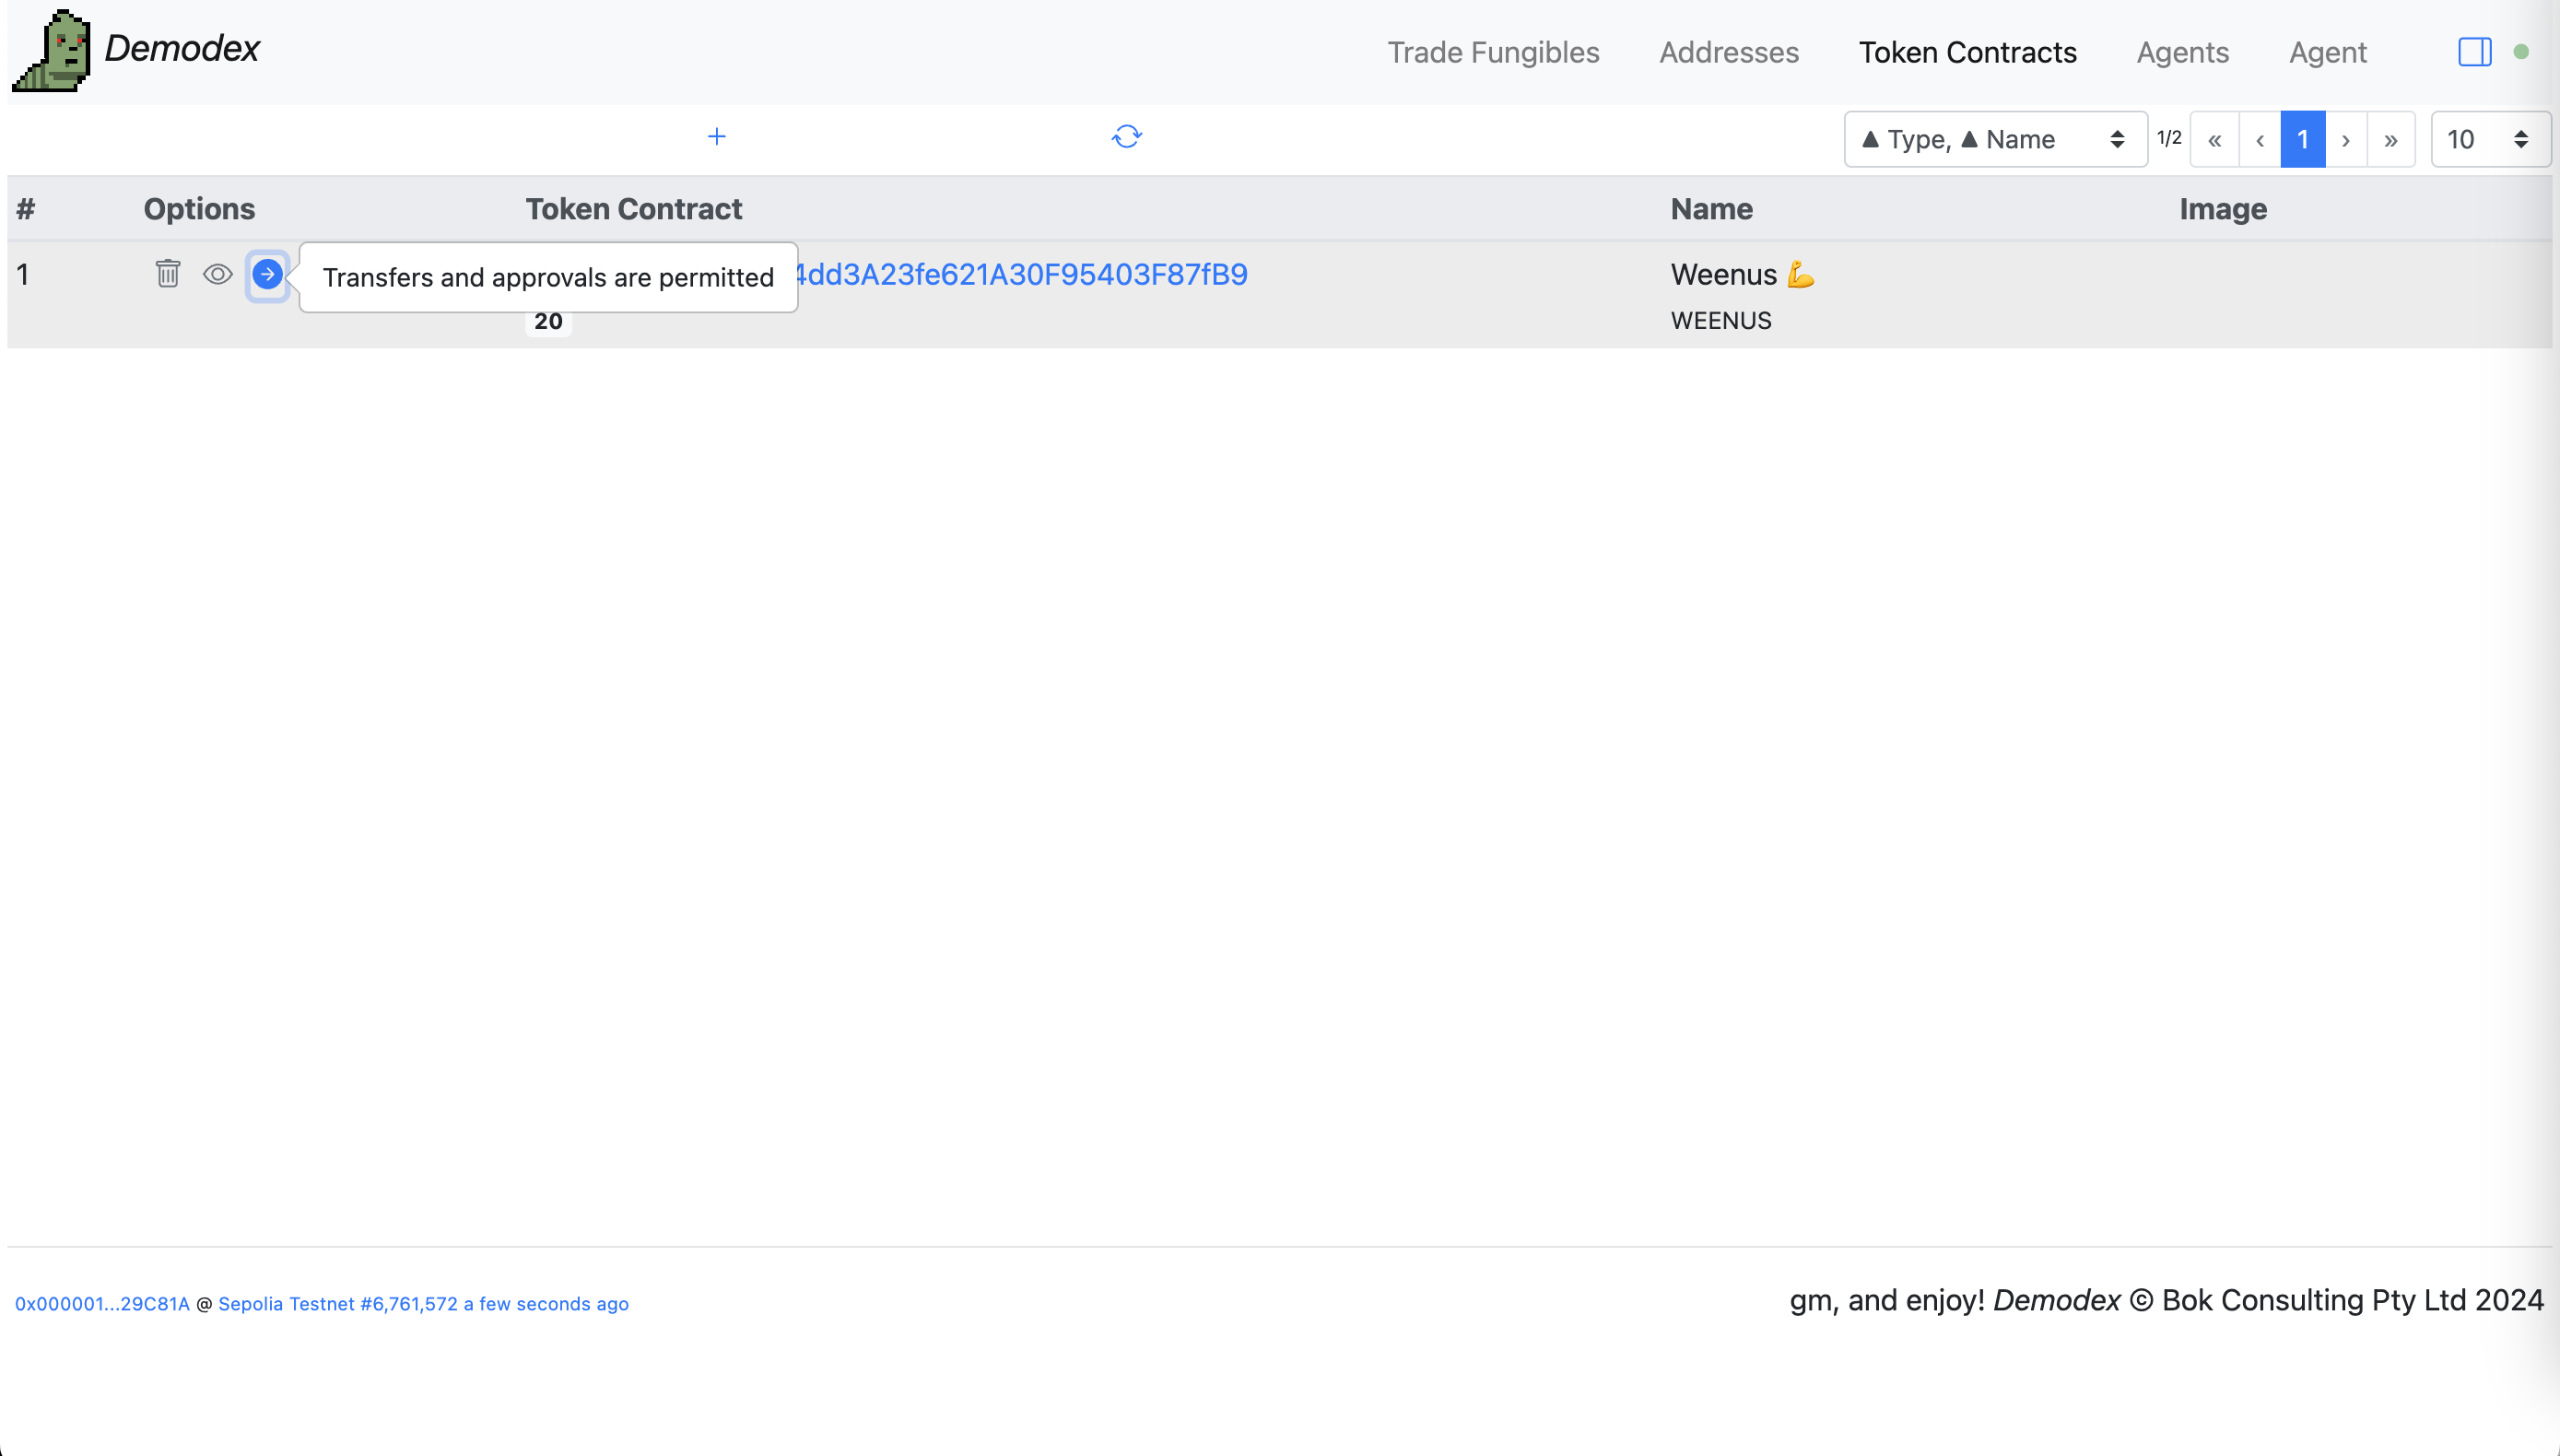 Demodex
Trade Fungibles Addresses Token Contracts Agents Agent
+ ▲ Type, ▲ Name 1/2 « ‹ 1 › » 10
# Options Token Contract Name Image
1 Transfers and approvals are permitted 4dd3A23fe621A30F95403F87fB9 Weenus 💪
20 WEENUS
0x000001...29C81A @ Sepolia Testnet #6,761,572 a few seconds ago
gm, and enjoy! Demodex © Bok Consulting Pty Ltd 2024